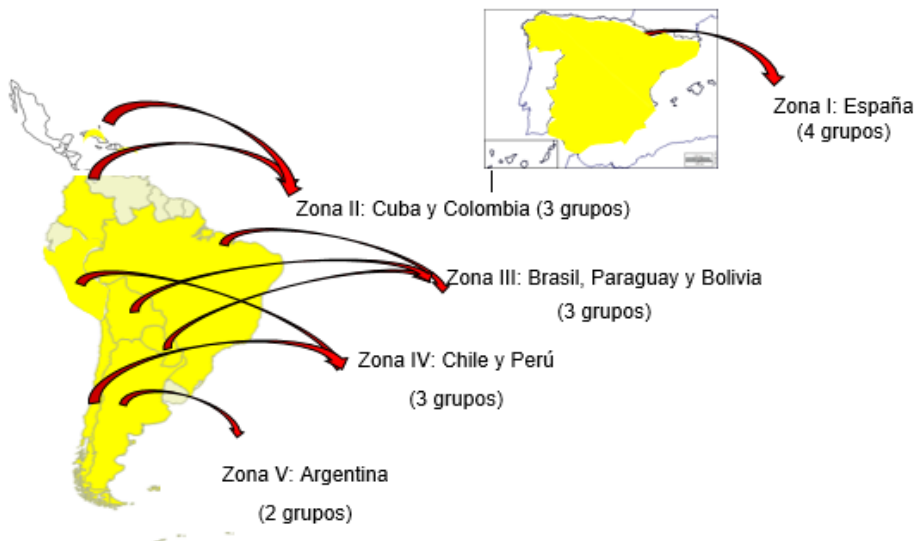 Zona I: España
(4 grupos)
Zona II: Cuba y Colombia (3 grupos)
Zona III: Brasil, Paraguay y Bolivia
(3 grupos)
Zona IV: Chile y Perú
(3 grupos)
Zona V: Argentina
(2 grupos)